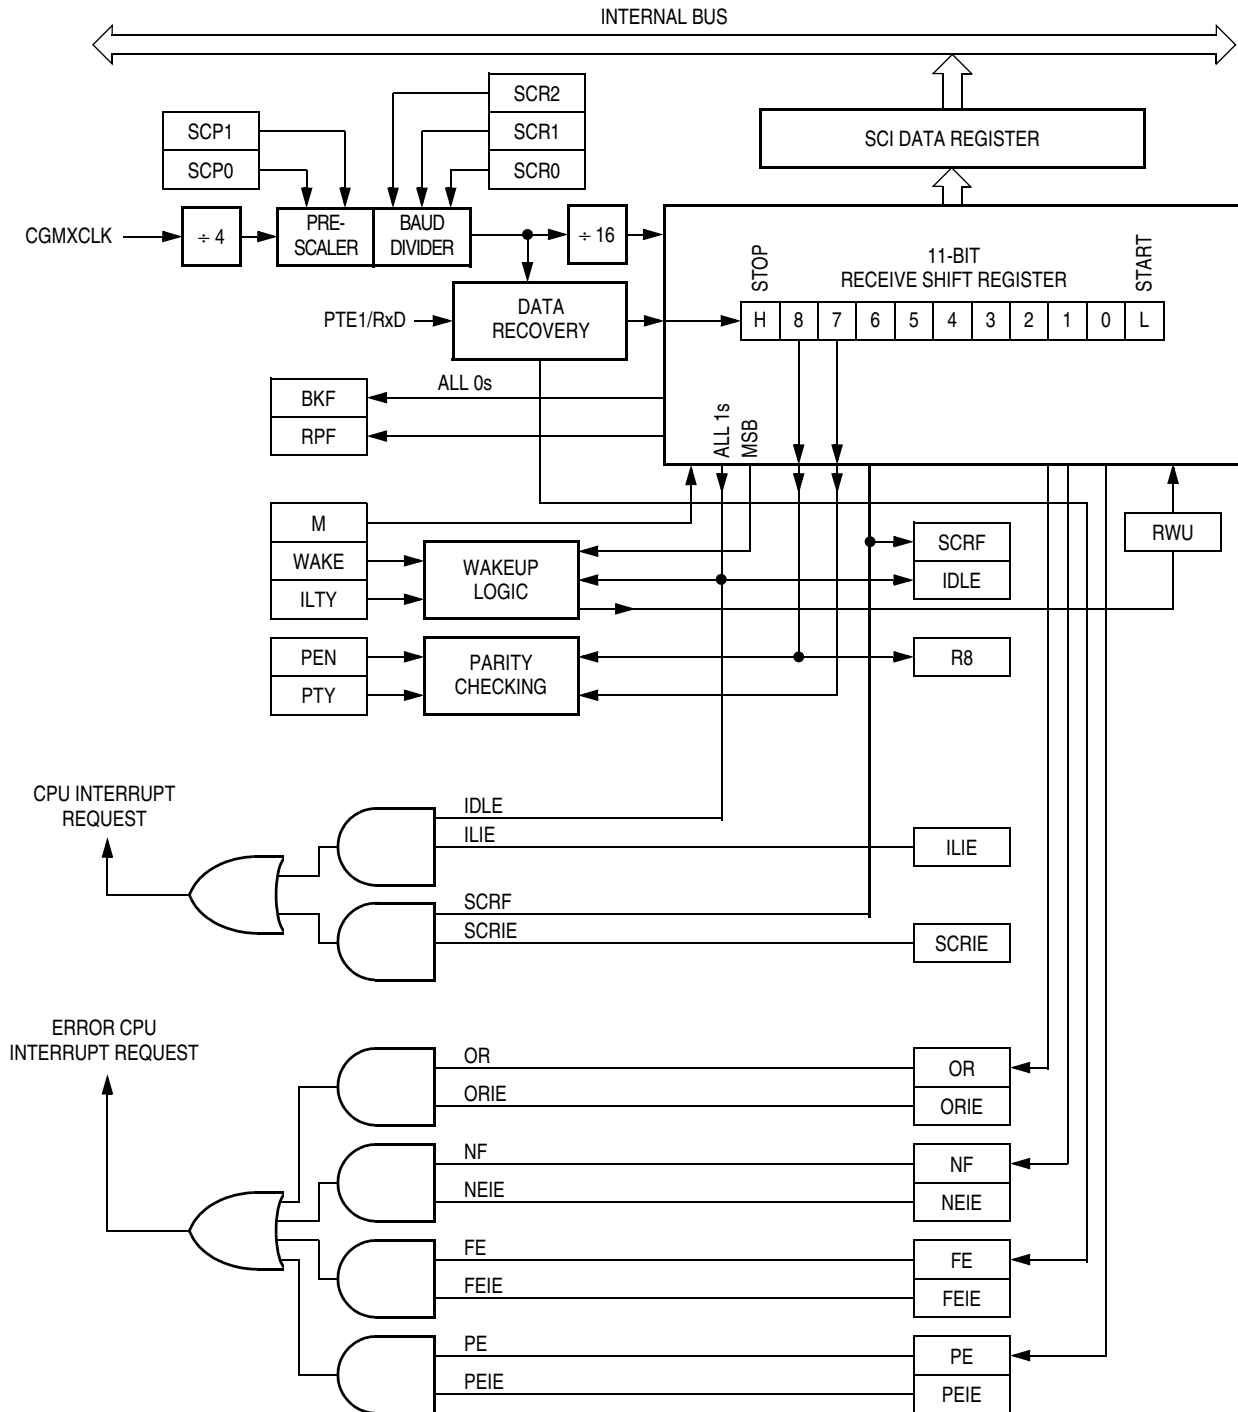 INTERNAL BUS
SCR2
SCR1
SCR0
SCP1
SCP0
SCI DATA REGISTER
CGMXCLK
÷ 4
PRE-
SCALER
BAUD
DIVIDER
÷ 16
STOP
11-BIT
RECEIVE SHIFT REGISTER
START
PTE1/RxD
DATA
RECOVERY
H 8 7 6 5 4 3 2 1 0 L
ALL 0s
BKF
RPF
ALL 1s
MSB
M
WAKE
ILTY
WAKEUP
LOGIC
SCRF
IDLE
RWU
PEN
PTY
PARITY
CHECKING
R8
CPU INTERRUPT
REQUEST
IDLE
ILIE
ILIE
SCRF
SCRIE
SCRIE
ERROR CPU
INTERRUPT REQUEST
OR
OR
ORIE
ORIE
NF
NF
NEIE
NEIE
FE
FE
FEIE
FEIE
PE
PE
PEIE
PEIE